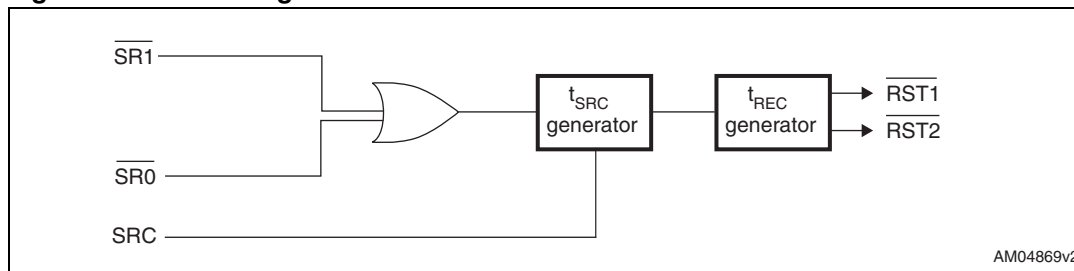 SR1
SR0
SRC
tSRC
generator
tREC
generator
RST1
RST2
AM04869v2